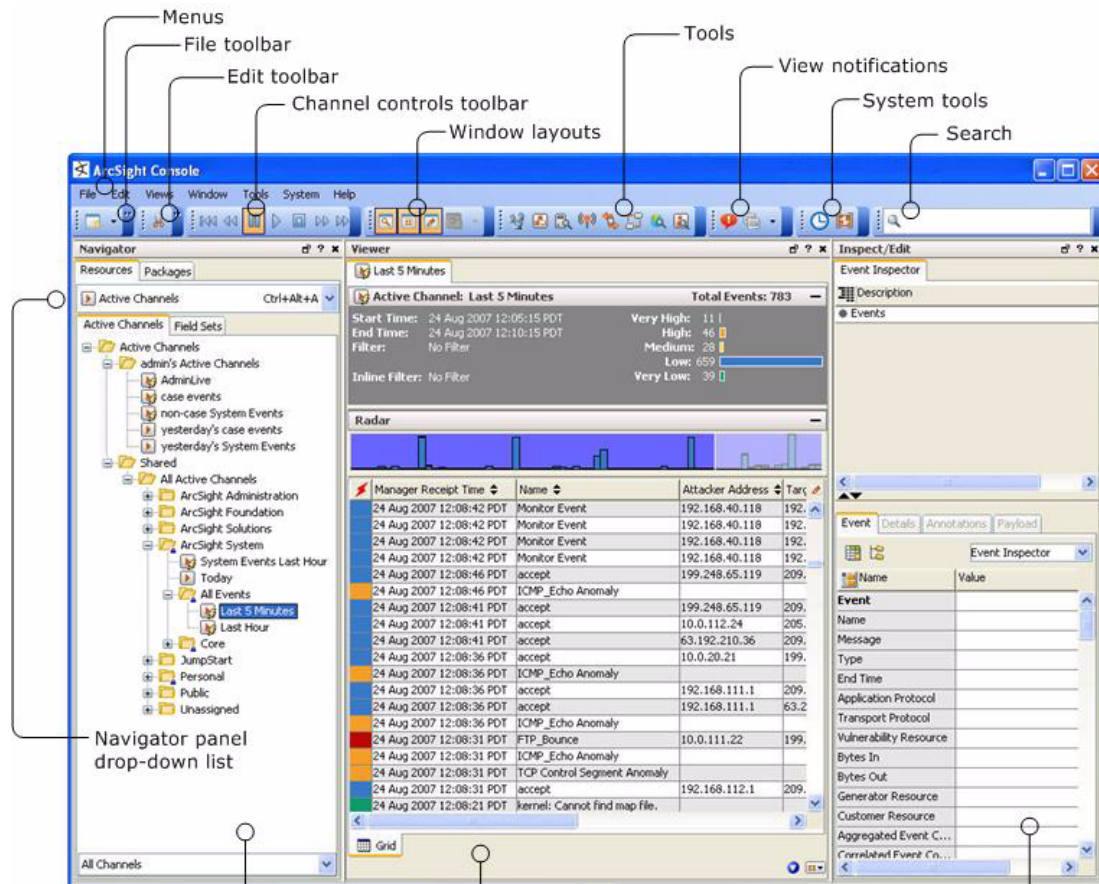 Menus
File toolbar
Edit toolbar
Channel controls toolbar
Window layouts
Tools
View notifications
System tools
Search
ArcSight Console
File Edit Views Window Tools System Help
Navigator
Resources Packages
Active Channels Ctrl+Alt+A
Active Channels Field Sets
Active Channels
admin's Active Channels
AdminLive
case events
non-case System Events
yesterday's case events
yesterday's System Events
Shared
All Active Channels
ArcSight Administration
ArcSight Foundation
ArcSight Solutions
ArcSight System
System Events Last Hour
Today
All Events
Last 5 Minutes
Last Hour
Core
JumpStart
Personal
Public
Unassigned
Navigator panel
drop-down list
All Channels
Viewer
Last 5 Minutes
Active Channel: Last 5 Minutes Total Events: 783
Start Time: 24 Aug 2007 12:05:15 PDT Very High: 11
End Time: 24 Aug 2007 12:10:15 PDT High: 46
Filter: No Filter Medium: 28
Low: 659
Inline Filter: No Filter Very Low: 39
Radar
Manager Receipt Time Name Attacker Address Targ
24 Aug 2007 12:08:42 PDT Monitor Event 192.168.40.118 192.
24 Aug 2007 12:08:42 PDT Monitor Event 192.168.40.118 192.
24 Aug 2007 12:08:42 PDT Monitor Event 192.168.40.118 192.
24 Aug 2007 12:08:42 PDT Monitor Event 192.168.40.118 192.
24 Aug 2007 12:08:46 PDT accept 199.248.65.119 209.
24 Aug 2007 12:08:46 PDT ICMP_Echo Anomaly
24 Aug 2007 12:08:41 PDT accept 199.248.65.119 209.
24 Aug 2007 12:08:41 PDT accept 10.0.112.24 205.
24 Aug 2007 12:08:41 PDT accept 63.192.210.36 209.
24 Aug 2007 12:08:36 PDT accept 10.0.20.21 199.
24 Aug 2007 12:08:36 PDT ICMP_Echo Anomaly
24 Aug 2007 12:08:36 PDT accept 192.168.111.1 209.
24 Aug 2007 12:08:36 PDT accept 192.168.111.1 63.2
24 Aug 2007 12:08:36 PDT ICMP_Echo Anomaly
24 Aug 2007 12:08:31 PDT FTP_Bounce 10.0.111.22 199.
24 Aug 2007 12:08:31 PDT ICMP_Echo Anomaly
24 Aug 2007 12:08:31 PDT TCP Control Segment Anomaly
24 Aug 2007 12:08:31 PDT accept 192.168.112.1 209.
24 Aug 2007 12:08:21 PDT kernel: Cannot find map file.
Grid
Inspect/Edit
Event Inspector
Description
Events
Event Details Annotations Payload
Event Inspector
Name Value
Event
Name
Message
Type
End Time
Application Protocol
Transport Protocol
Vulnerability Resource
Bytes In
Bytes Out
Generator Resource
Customer Resource
Aggregated Event C...
Correlated Event Co...